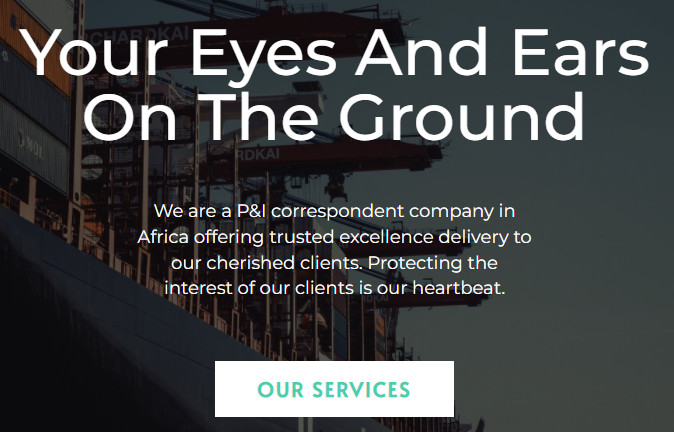 Your Eyes And Ears
On The Ground
We are a P&I correspondent company in
Africa offering trusted excellence delivery to
our cherished clients. Protecting the
interest of our clients is our heartbeat.
OUR SERVICES
MOL